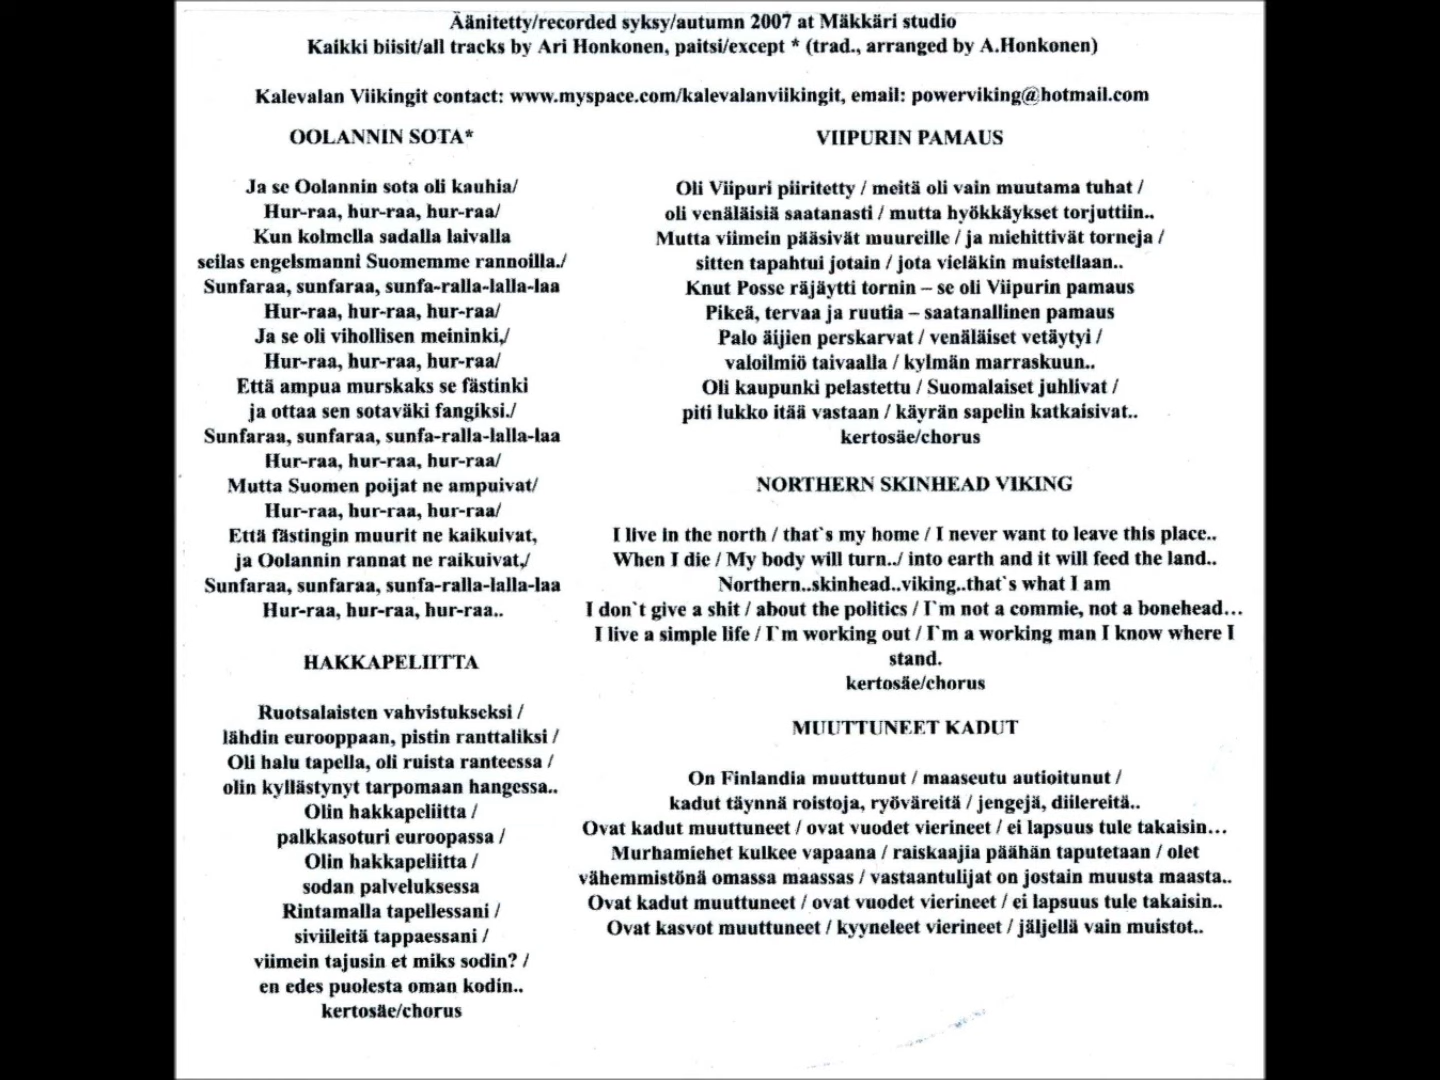 Äänitetty/recorded syksy/autumn 2007 at Mäkkäri studio
Kaikki biisit/all tracks by Ari Honkonen, paitsi/except * (trad., arranged by A.Honkonen)
Kalevalan Viikingit contact: www.myspace.com/kalevalanviikingit, email: powerviking@hotmail.com
OOLANNIN SOTA*
Ja se Oolannin sota oli kauhia/
Hur-raa, hur-raa, hur-raa/
Kun kolmella sadalla laivalla
seilas engelsmanni Suomemme rannoilla./
Sunfaraa, sunfaraa, sunfa-ralla-lalla-laa
Hur-raa, hur-raa, hur-raa/
Ja se oli vihollisen meininki,/
Hur-raa, hur-raa, hur-raa/
Että ampua murskaks se fästinki
ja ottaa sen sotaväki fangiksi./
Sunfaraa, sunfaraa, sunfa-ralla-lalla-laa
Hur-raa, hur-raa, hur-raa/
Mutta Suomen poijat ne ampuivat/
Hur-raa, hur-raa, hur-raa/
Että fästingin muurit ne kaikuivat,
ja Oolannin rannat ne raikuivat,/
Sunfaraa, sunfaraa, sunfa-ralla-lalla-laa
Hur-raa, hur-raa, hur-raa..
HAKKAPELIITTA
Ruotsalaisten vahvistukseksi /
lähdin eurooppaan, pistin ranttaliksi /
Oli halu tapella, oli ruista ranteessa /
olin kyllästynyt tarpomaan hangessa..
Olin hakkapeliitta /
palkkasoturi euroopassa /
Olin hakkapeliitta /
sodan palveluksessa
Rintamalla tapellessani /
siviileitä tappaessani /
viimein tajusin et miks sodin? /
en edes puolesta oman kodin..
kertosäe/chorus
VIIPURIN PAMAUS
Oli Viipuri piiritetty / meitä oli vain muutama tuhat /
oli venäläisiä saatanasti / mutta hyökkäykset torjuttiin..
Mutta viimein pääsivät muureille / ja miehittivät torneja /
sitten tapahtui jotain / jota vieläkin muistellaan..
Knut Posse räjäytti tornin – se oli Viipurin pamaus
Pikeä, tervaa ja ruutia – saatanallinen pamaus
Palo äijien perskarvat / venäläiset vetäytyi /
valoilmiö taivaalla / kylmän marraskuun..
Oli kaupunki pelastettu / Suomalaiset juhlivat /
piti lukko itää vastaan / käyrän sapelin katkaisivat..
kertosäe/chorus
NORTHERN SKINHEAD VIKING
I live in the north / that`s my home / I never want to leave this place..
When I die / My body will turn../ into earth and it will feed the land..
Northern..skinhead..viking..that`s what I am
I don`t give a shit / about the politics / I`m not a commie, not a bonehead…
I live a simple life / I`m working out / I`m a working man I know where I
stand.
kertosäe/chorus
MUUTTUNEET KADUT
On Finlandia muuttunut / maaseutu autioitunut /
kadut täynnä roistoja, ryöväreitä / jengejä, diilereitä..
Ovat kadut muuttuneet / ovat vuodet vierineet / ei lapsuus tule takaisin…
Murhamiehet kulkee vapaana / raiskaajia päähän taputetaan / olet
vähemmistönä omassa maassas / vastaantulijat on jostain muusta maasta..
Ovat kadut muuttuneet / ovat vuodet vierineet / ei lapsuus tule takaisin..
Ovat kasvot muuttuneet / kyyneleet vierineet / jäljellä vain muistot..